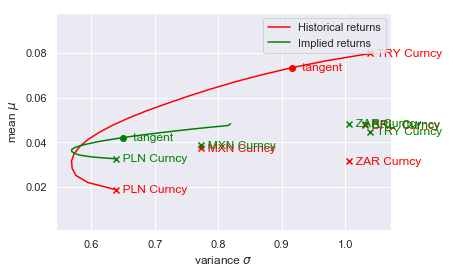 Historical returns
Implied returns
TRY Curncy
tangent
ZAR Curncy
TRY Curncy
tangent
MXN Curncy
MXN Curncy
PLN Curncy
ZAR Curncy
PLN Curncy
0.08
0.06
0.04
0.02
mean μ
0.6 0.7 0.8 0.9 1.0
variance σ